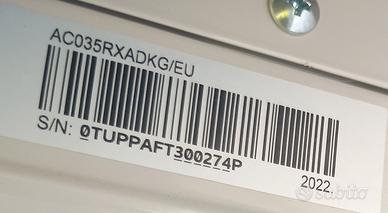 AC035RXADKG/EU
S/N: 0TUPPAFT300274P
2022
subito